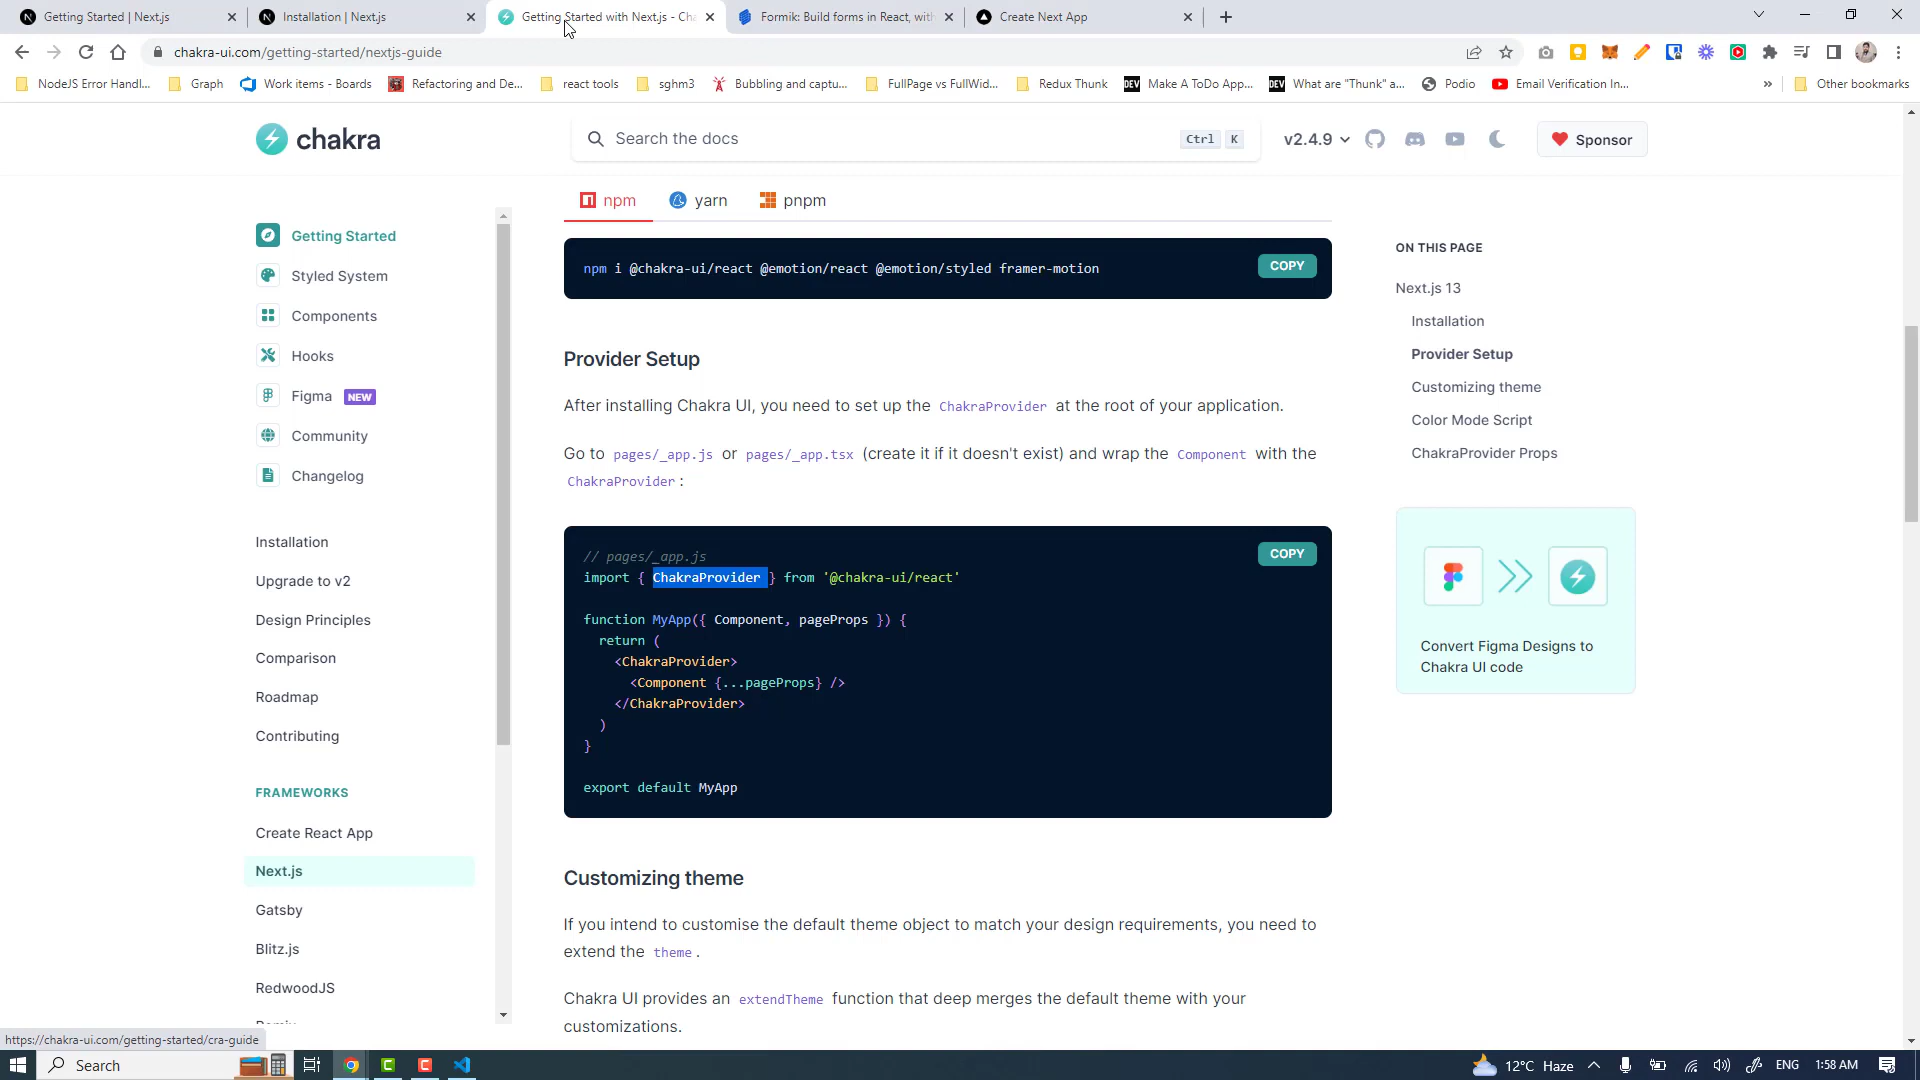 Getting Started | Next.js
Installation | Next.js
Getting Started with Next.js - Cha
Formik: Build forms in React, with
Create Next App
chakra-ui.com/getting-started/nextjs-guide
NodeJS Error Handl...
Graph
Work items - Boards
Refactoring and De...
react tools
sghm3
Bubbling and captu...
FullPage vs FullWid...
Redux Thunk
DEV
Make A ToDo App...
DEV
What are "Thunk" a...
Podio
Email Verification In...
»
Other bookmarks
chakra
Search the docs
Ctrl
K
v2.4.9
Sponsor
npm
yarn
pnpm
npm i @chakra-ui/react @emotion/react @emotion/styled framer-motion
COPY
Getting Started
Styled System
Components
Hooks
Figma NEW
Community
Changelog
Installation
Upgrade to v2
Design Principles
Comparison
Roadmap
Contributing
FRAMEWORKS
Create React App
Next.js
Gatsby
Blitz.js
RedwoodJS
Remix
Provider Setup
After installing Chakra UI, you need to set up the ChakraProvider at the root of your application.
Go to pages/_app.js or pages/_app.tsx (create it if it doesn't exist) and wrap the Component with the
ChakraProvider:
COPY
// pages/_app.js
import { ChakraProvider } from '@chakra-ui/react'
function MyApp({ Component, pageProps }) {
return (
<ChakraProvider>
<Component {...pageProps} />
</ChakraProvider>
)
}
export default MyApp
Customizing theme
If you intend to customise the default theme object to match your design requirements, you need to
extend the theme.
Chakra UI provides an extendTheme function that deep merges the default theme with your
customizations.
ON THIS PAGE
Next.js 13
Installation
Provider Setup
Customizing theme
Color Mode Script
ChakraProvider Props
Convert Figma Designs to
Chakra UI code
https://chakra-ui.com/getting-started/cra-guide
Search
12°C Haze
ENG
1:58 AM